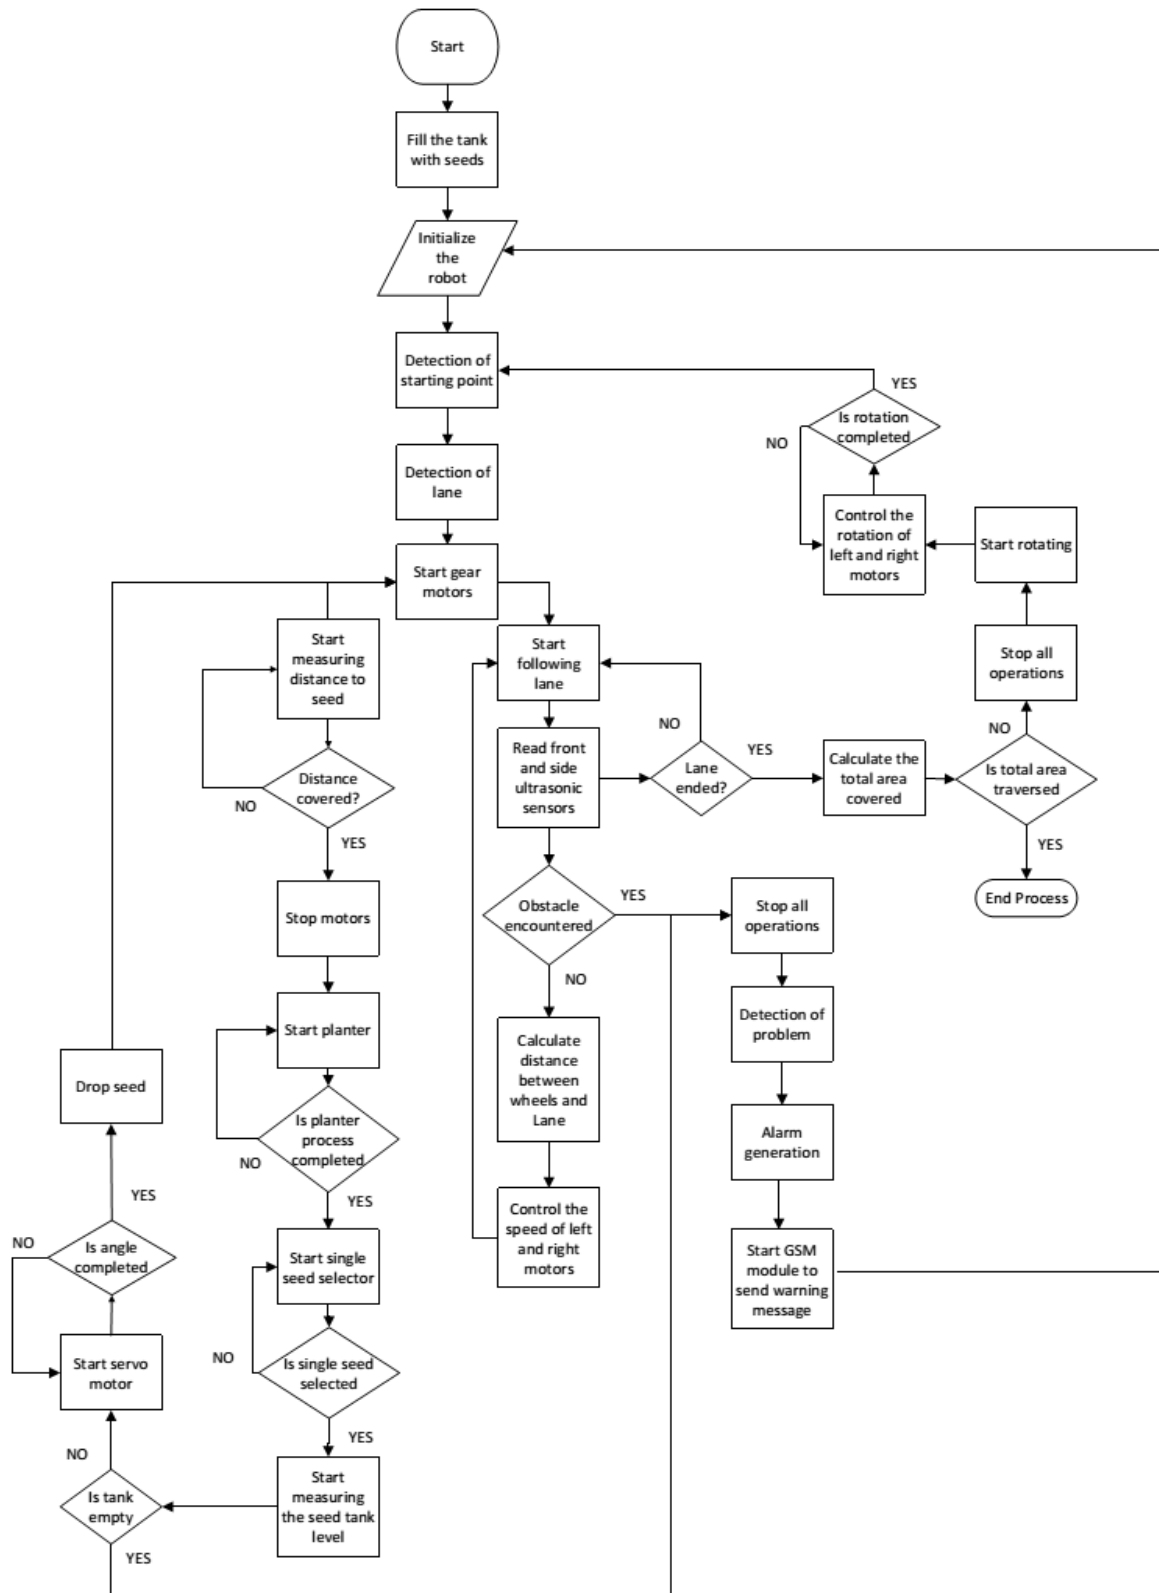 Start
Fill the tank
with seeds
Initialize
the
robot
Detection of
starting point
YES
Is rotation
completed
NO
Detection of
lane
Control the
rotation of
left and right
motors
Start rotating
Start gear
motors
Start
measuring
distance to
seed
Start
following
lane
Stop all
operations
NO
NO
Read front
and side
ultrasonic
sensors
Lane
ended?
YES
Calculate the
total area
covered
Is total area
traversed
YES
End Process
Distance
covered?
NO
YES
Stop motors
Obstacle
encountered
YES
NO
Stop all
operations
Start planter
Detection of
problem
Calculate
distance
between
wheels and
Lane
Drop seed
Is planter
process
completed
NO
YES
Alarm
generation
YES
NO
Is angle
completed
Start single
seed selector
Control the
speed of left
and right
motors
Start GSM
module to
send warning
message
Start servo
motor
NO
Is single seed
selected
YES
NO
Is tank
empty
YES
Start
measuring
the seed tank
level